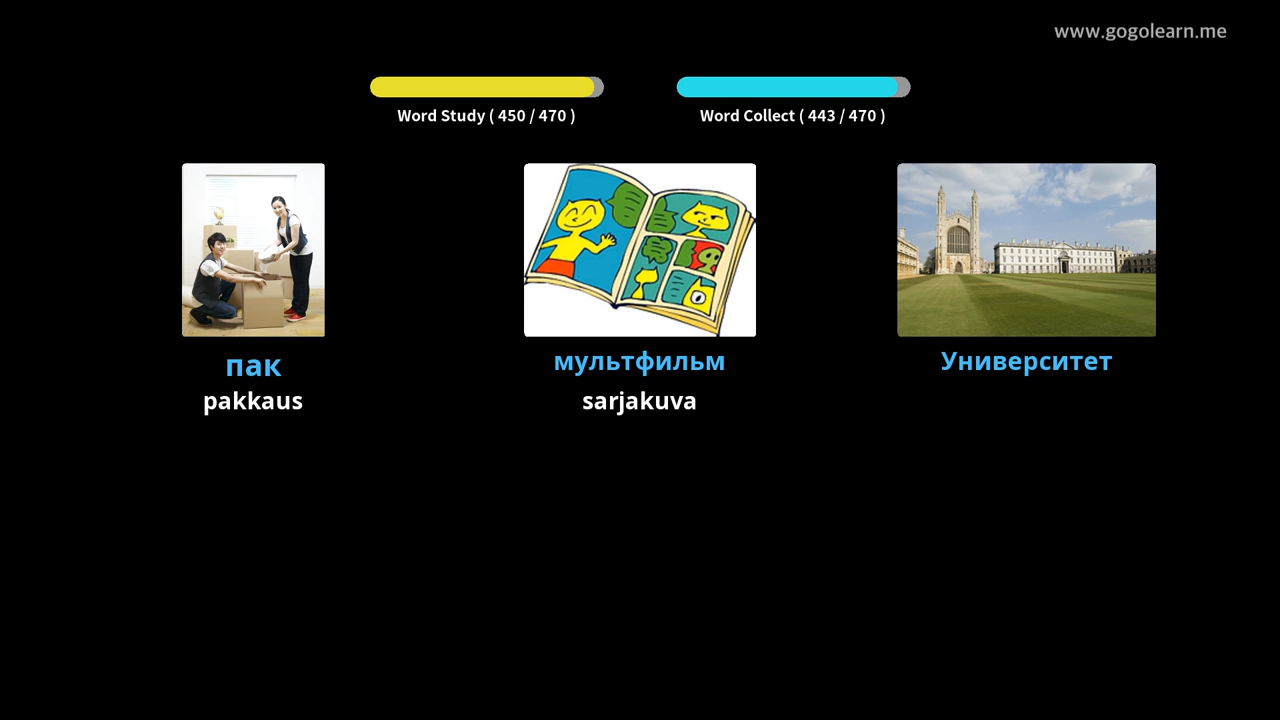 www.gogolearn.me
Word Study ( 450 / 470 )
Word Collect ( 443 / 470 )
пак
мультфильм
Университет
pakkaus
sarjakuva